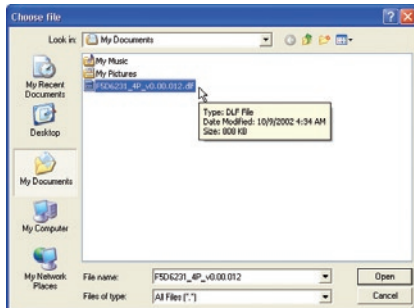 Choose file
Look in: My Documents
My Recent Documents
Desktop
My Documents
My Computer
My Network Places
My Music
My Pictures
F5D6231_4P_v0.00.012.dlf
Type: DLF File
Date Modified: 10/9/2002 4:34 AM
Size: 808 KB
File name: F5D6231_4P_v0.00.012 Open
Files of type: All Files (*.*) Cancel